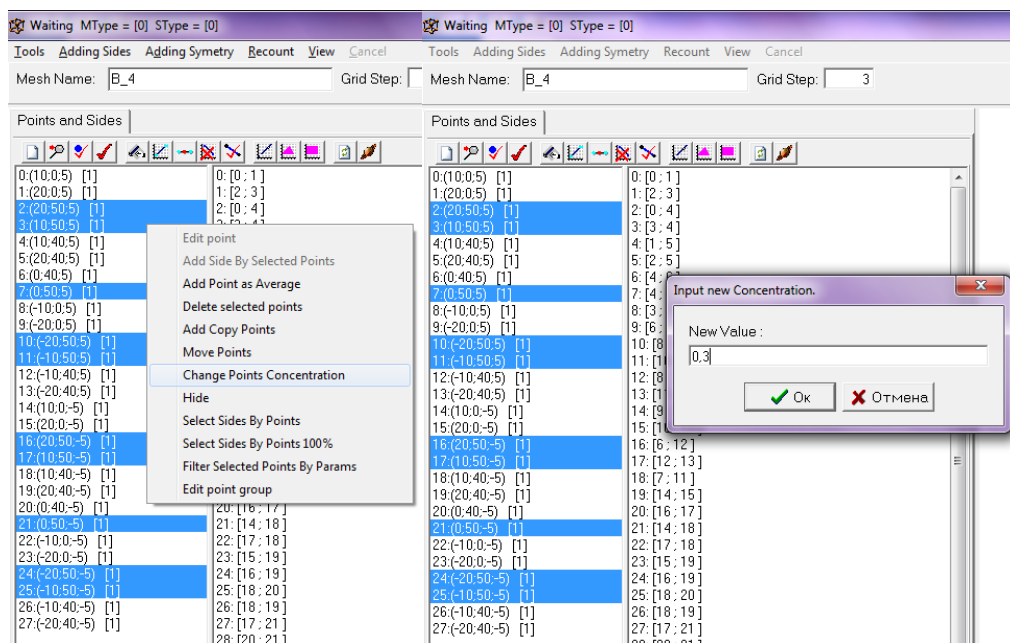 Waiting MType = [0] SType = [0]
Tools Adding Sides Adding Symetry Recount View Cancel
Mesh Name: B_4 Grid Step:
Points and Sides
0:(10;0;5) [1]
1:(20;0;5) [1]
2:(20;50;5) [1]
3:(10;50;5) [1]
4:(10;40;5) [1]
5:(20;40;5) [1]
6:(0;40;5) [1]
7:(0;50;5) [1]
8:(-10;0;5) [1]
9:(-20;0;5) [1]
10:(-20;50;5) [1]
11:(-10;50;5) [1]
12:(-10;40;5) [1]
13:(-20;40;5) [1]
14:(10;0;-5) [1]
15:(20;0;-5) [1]
16:(20;50;-5) [1]
17:(10;50;-5) [1]
18:(10;40;-5) [1]
19:(20;40;-5) [1]
20:(0;40;-5) [1]
21:(0;50;-5) [1]
22:(-10;0;-5) [1]
23:(-20;0;-5) [1]
24:(-20;50;-5) [1]
25:(-10;50;-5) [1]
26:(-10;40;-5) [1]
27:(-20;40;-5) [1]
0: [0 ; 1 ]
1: [2 ; 3 ]
2: [0 ; 4 ]
Edit point
Add Side By Selected Points
Add Point as Average
Delete selected points
Add Copy Points
Move Points
Change Points Concentration
Hide
Select Sides By Points
Select Sides By Points 100%
Filter Selected Points By Params
Edit point group
20: [16 ; 17 ]
21: [14 ; 18 ]
22: [17 ; 18 ]
23: [15 ; 19 ]
24: [16 ; 19 ]
25: [18 ; 20 ]
26: [18 ; 19 ]
27: [17 ; 21 ]
28: [20 ; 21 ]
Waiting MType = [0] SType = [0]
Tools Adding Sides Adding Symetry Recount View Cancel
Mesh Name: B_4 Grid Step: 3
Points and Sides
0:(10;0;5) [1]
1:(20;0;5) [1]
2:(20;50;5) [1]
3:(10;50;5) [1]
4:(10;40;5) [1]
5:(20;40;5) [1]
6:(0;40;5) [1]
7:(0;50;5) [1]
8:(-10;0;5) [1]
9:(-20;0;5) [1]
10:(-20;50;5) [1]
11:(-10;50;5) [1]
12:(-10;40;5) [1]
13:(-20;40;5) [1]
14:(10;0;-5) [1]
15:(20;0;-5) [1]
16:(20;50;-5) [1]
17:(10;50;-5) [1]
18:(10;40;-5) [1]
19:(20;40;-5) [1]
20:(0;40;-5) [1]
21:(0;50;-5) [1]
22:(-10;0;-5) [1]
23:(-20;0;-5) [1]
24:(-20;50;-5) [1]
25:(-10;50;-5) [1]
26:(-10;40;-5) [1]
27:(-20;40;-5) [1]
0: [0 ; 1 ]
1: [2 ; 3 ]
2: [0 ; 4 ]
3: [3 ; 4 ]
4: [1 ; 5 ]
5: [2 ; 5 ]
6: [4 ;
7: [4 ;
8: [3 ;
9: [6 ;
10: [8
11: [1
12: [8
13: [1
14: [9
15: [1
16: [6 ; 12 ]
17: [12 ; 13 ]
18: [7 ; 11 ]
19: [14 ; 15 ]
20: [16 ; 17 ]
21: [14 ; 18 ]
22: [17 ; 18 ]
23: [15 ; 19 ]
24: [16 ; 19 ]
25: [18 ; 20 ]
26: [18 ; 19 ]
27: [17 ; 21 ]
Input new Concentration.
New Value :
0,3
Ок
Отмена